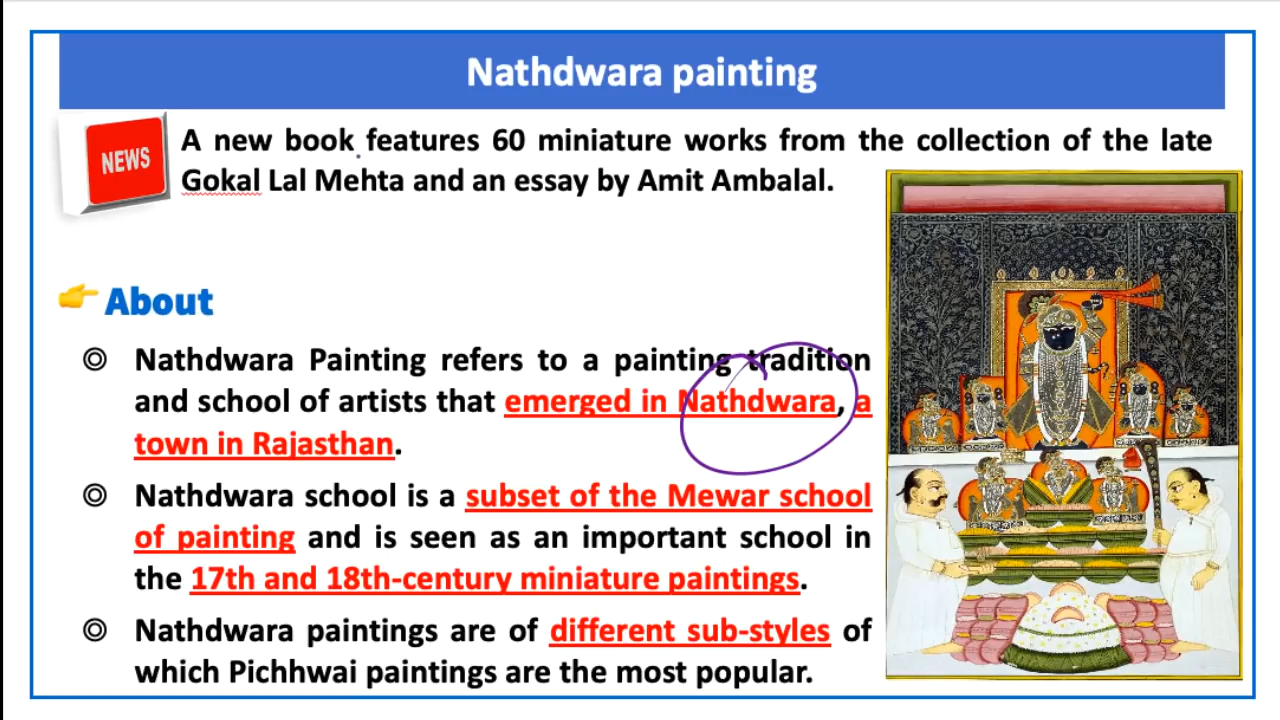 Nathdwara painting
NEWS
A new book features 60 miniature works from the collection of the late
Gokal Lal Mehta and an essay by Amit Ambalal.
About
Nathdwara Painting refers to a painting tradition
and school of artists that emerged in Nathdwara, a
town in Rajasthan.
Nathdwara school is a subset of the Mewar school
of painting and is seen as an important school in
the 17th and 18th-century miniature paintings.
Nathdwara paintings are of different sub-styles of
which Pichhwai paintings are the most popular.